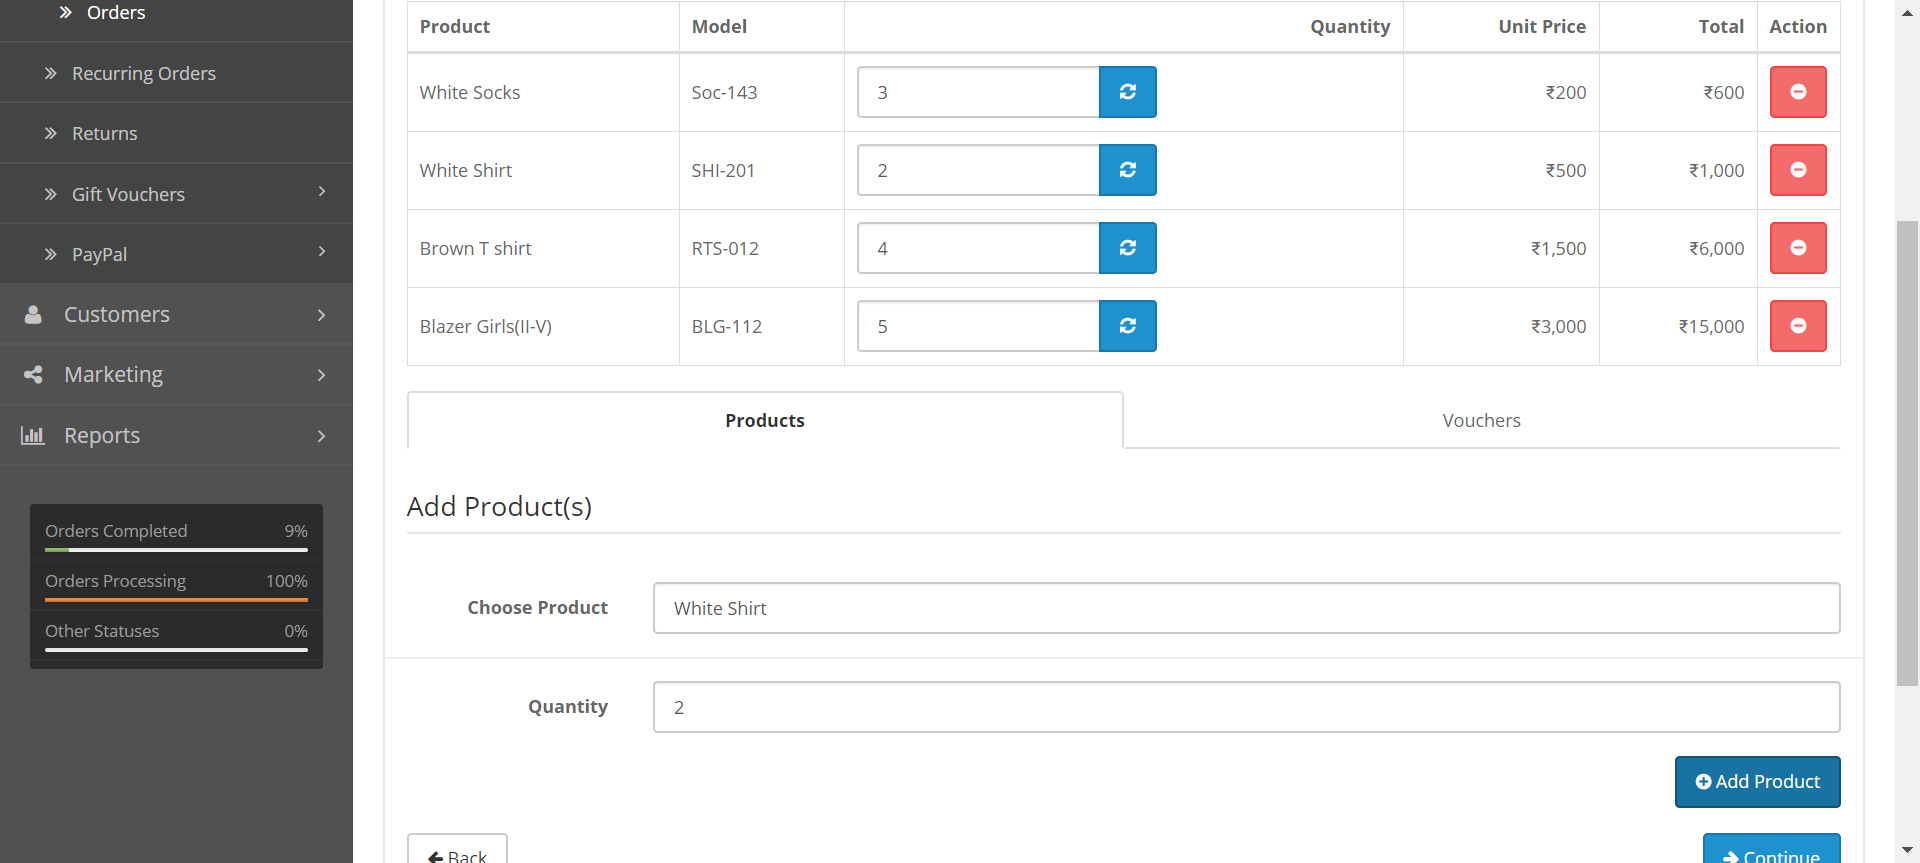 Orders
Recurring Orders
Returns
Gift Vouchers
PayPal
Customers
Marketing
Reports
Orders Completed 9%
Orders Processing 100%
Other Statuses 0%
Product Model Quantity Unit Price Total Action
White Socks Soc-143 3 ₹200 ₹600
White Shirt SHI-201 2 ₹500 ₹1,000
Brown T shirt RTS-012 4 ₹1,500 ₹6,000
Blazer Girls(II-V) BLG-112 5 ₹3,000 ₹15,000
Products Vouchers
Add Product(s)
Choose Product White Shirt
Quantity 2
Add Product
Back Continue